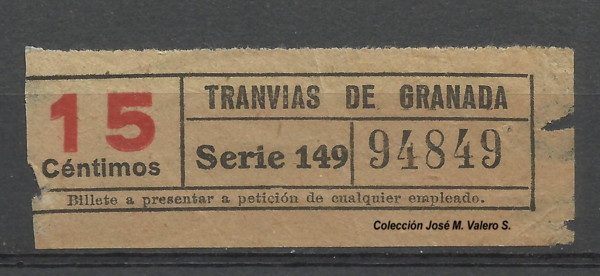 15
Céntimos
TRANVIAS DE GRANADA
Serie 149
94849
Billete a presentar a petición de cualquier empleado.
Colección José M. Valero S.